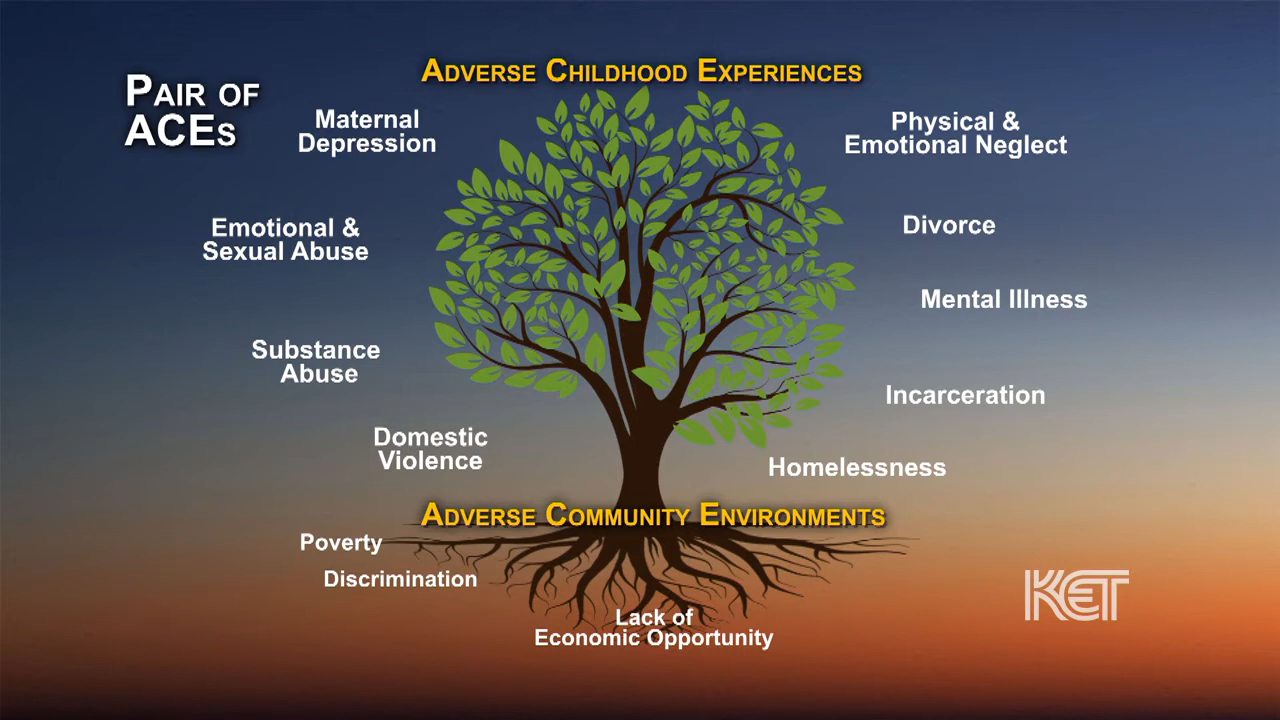 PAIR OF
ACES
ADVERSE CHILDHOOD EXPERIENCES
Maternal
Depression
Physical &
Emotional Neglect
Emotional &
Sexual Abuse
Divorce
Mental Illness
Substance
Abuse
Incarceration
Domestic
Violence
Homelessness
ADVERSE COMMUNITY ENVIRONMENTS
Poverty
Discrimination
Lack of
Economic Opportunity
KET